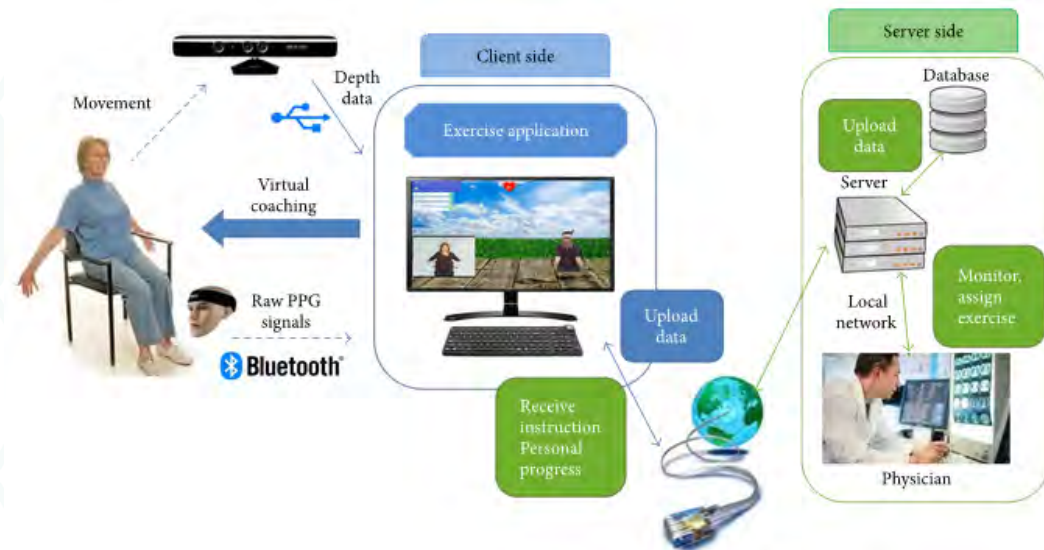 Movement
Depth
data
Virtual
coaching
Raw PPG
signals
Bluetooth®
Client side
Exercise application
Upload
data
Receive
instruction
Personal
progress
Server side
Database
Upload
data
Server
Monitor,
assign
exercise
Local
network
Physician